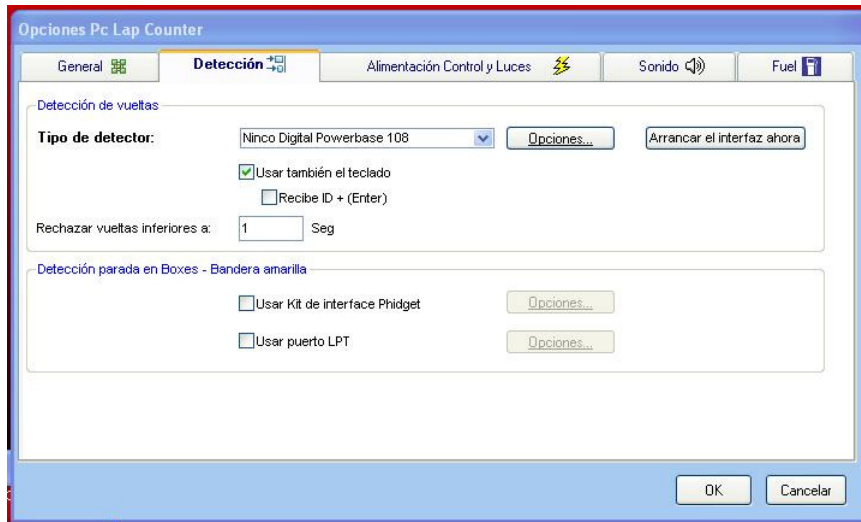 Opciones Pc Lap Counter
General Detección Alimentación Control y Luces Sonido Fuel
Detección de vueltas
Tipo de detector: Ninco Digital Powerbase 108 Opciones... Arrancar el interfaz ahora
Usar también el teclado
Recibe ID + (Enter)
Rechazar vueltas inferiores a: 1 Seg
Detección parada en Boxes - Bandera amarilla
Usar Kit de interface Phidget Opciones...
Usar puerto LPT Opciones...
OK Cancelar